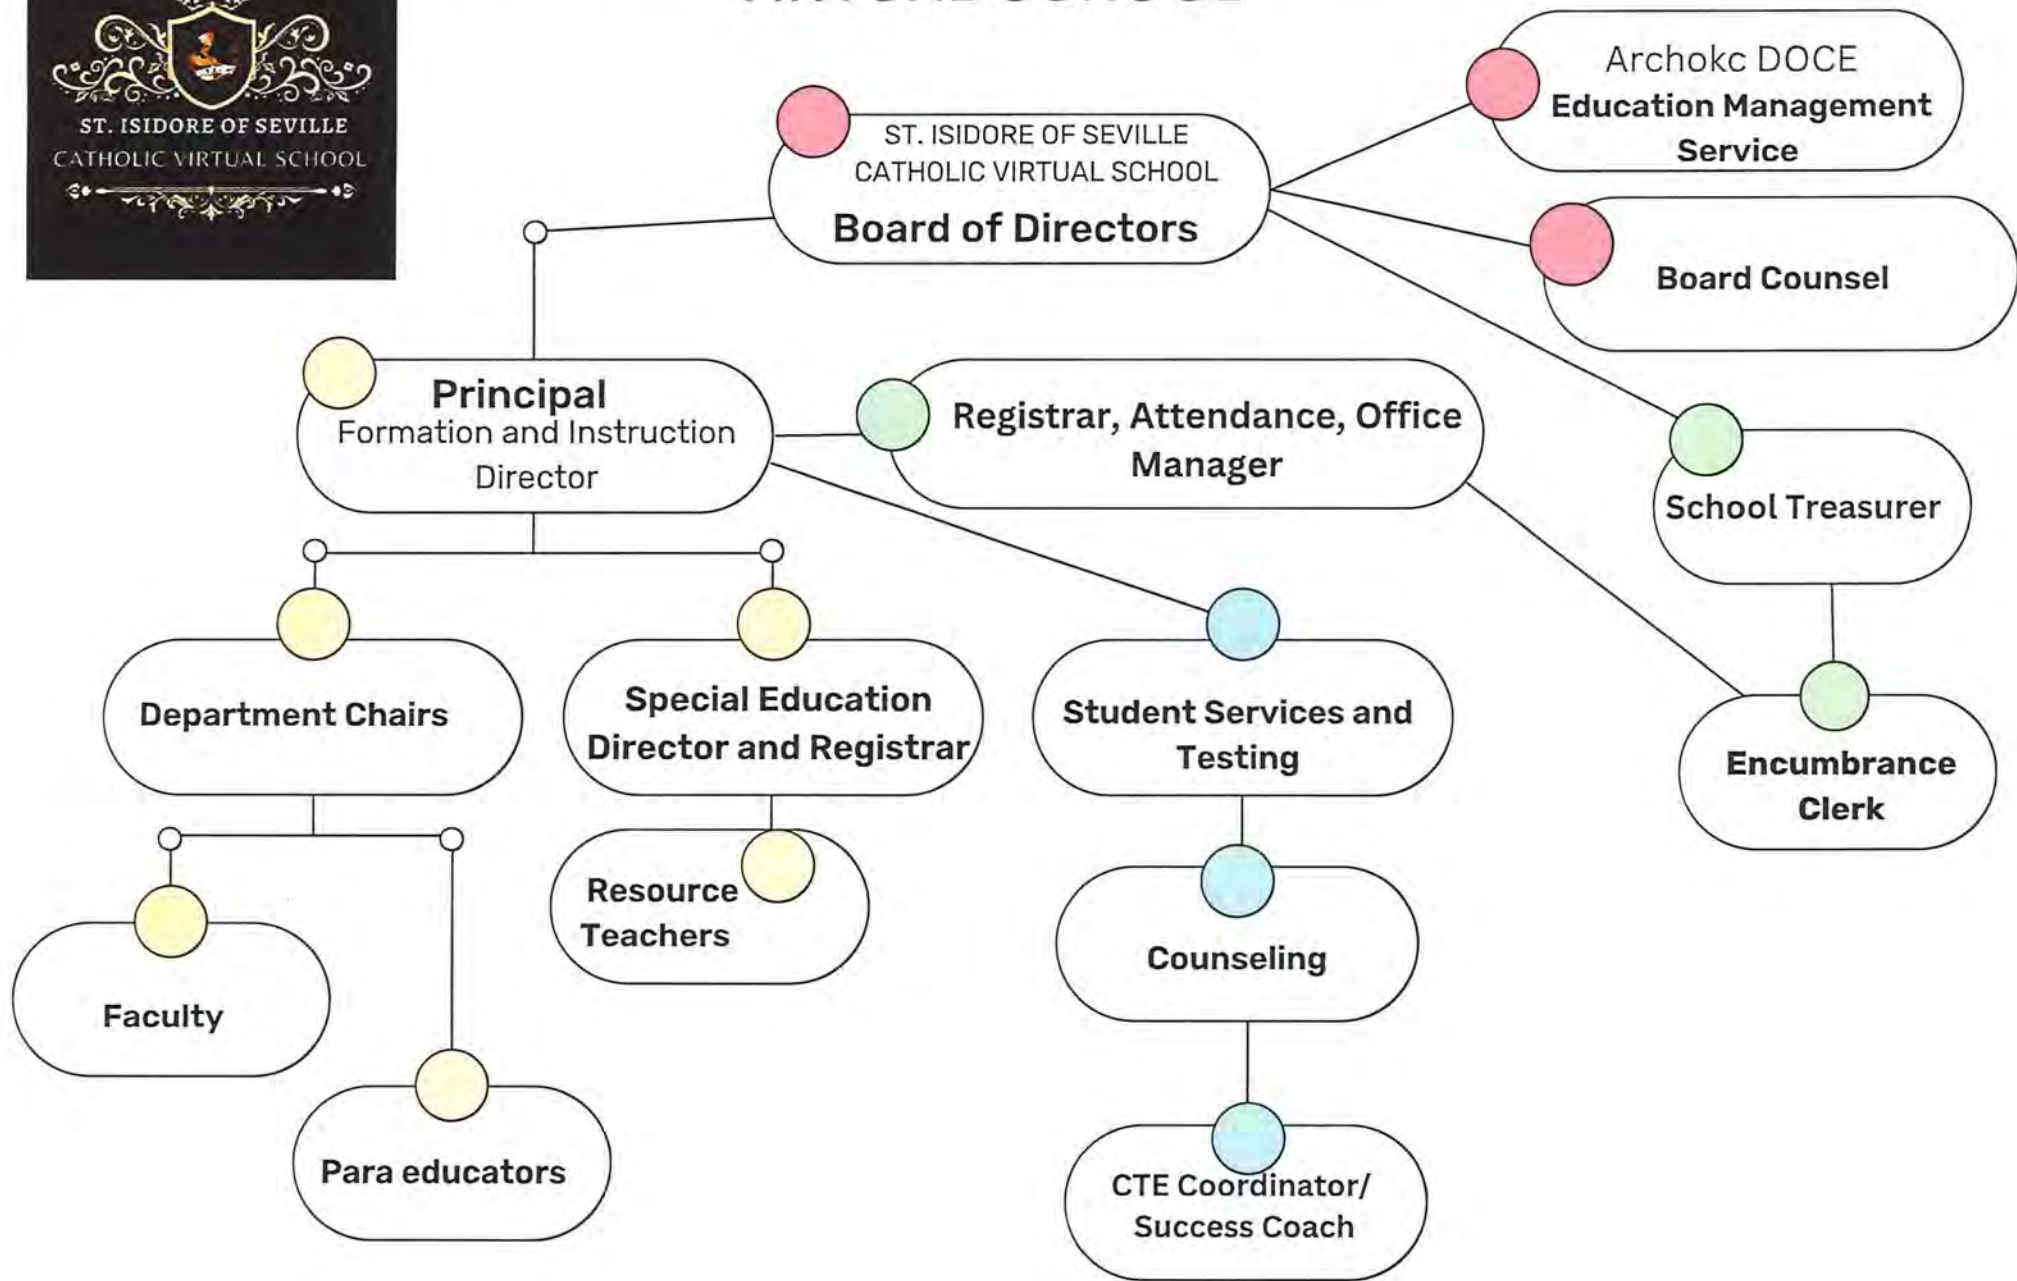 VIRTUAL SCHOOL
ST. ISIDORE OF SEVILLE
CATHOLIC VIRTUAL SCHOOL
Archokc DOCE
Education Management
Service
ST. ISIDORE OF SEVILLE
CATHOLIC VIRTUAL SCHOOL
Board of Directors
Board Counsel
Principal
Formation and Instruction
Director
Registrar, Attendance, Office
Manager
School Treasurer
Department Chairs
Special Education
Director and Registrar
Student Services and
Testing
Encumbrance
Clerk
Resource
Teachers
Counseling
Faculty
Para educators
CTE Coordinator/
Success Coach